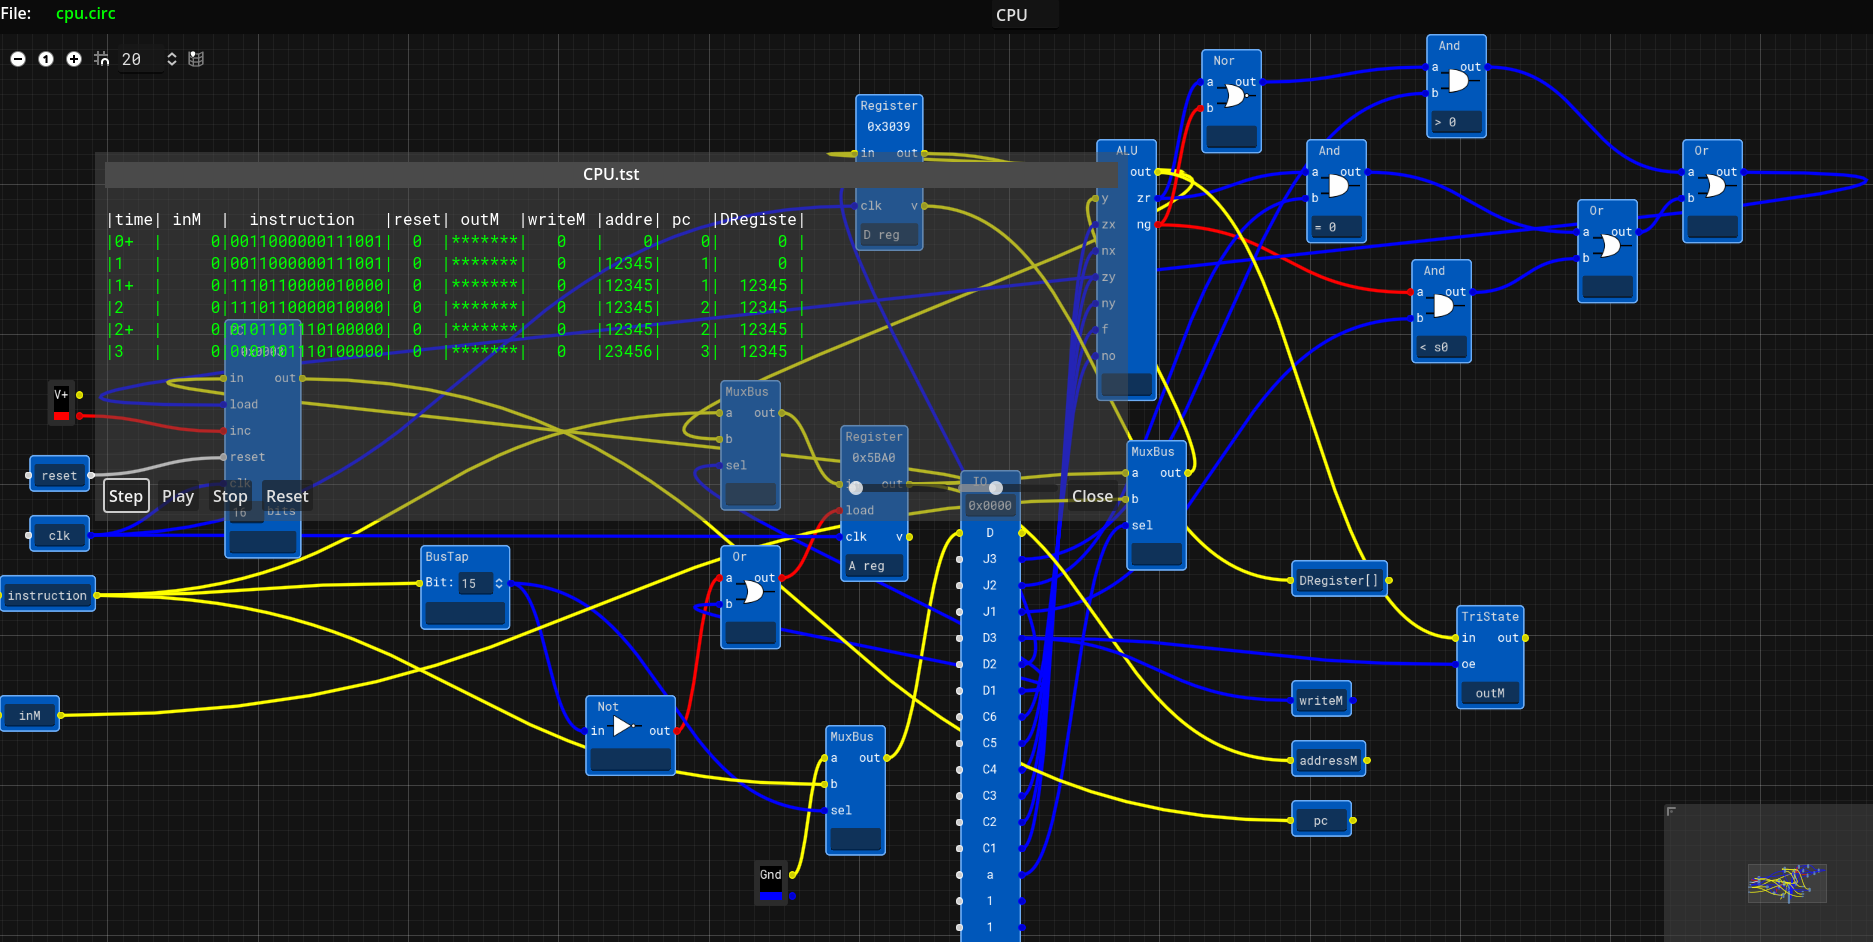 File: cpu.circ CPU
20
CPU.tst
|time| inM | instruction |reset| outM |writeM |addre| pc |DRegiste|
|0+ | 0|0011000000111001| 0 |*******| 0 | 0| 0| 0 |
|1 | 0|0011000000111001| 0 |*******| 0 |12345| 1| 0 |
|1+ | 0|1110110000010000| 0 |*******| 0 |12345| 1| 12345 |
|2 | 0|1110110000010000| 0 |*******| 0 |12345| 2| 12345 |
|2+ | 0|0101101110100000| 0 |*******| 0 |12345| 2| 12345 |
|3 | 0|0101101110100000| 0 |*******| 0 |23456| 3| 12345 |
Step Play Stop Reset Close
V+
reset
clk
instruction
inM
in out
load
inc
reset
clk
16 bits
BusTap
Bit: 15
Not
in out
Register
0x3039
in out
clk v
D reg
MuxBus
a out
b
sel
Register
0x5BA0
in out
load
clk v
A reg
Or
a out
b
MuxBus
a out
b
sel
Gnd
IO
0x0000
D
J3
J2
J1
D3
D2
D1
C6
C5
C4
C3
C2
C1
a
1
1
ALU
out
y zr
zx ng
nx
zy
ny
f
no
MuxBus
a out
b
sel
Nor
a out
b
And
a out
b
> 0
And
a out
b
= 0
And
a out
b
< s0
Or
a out
b
Or
a out
b
DRegister[]
TriState
in out
oe
outM
writeM
addressM
pc